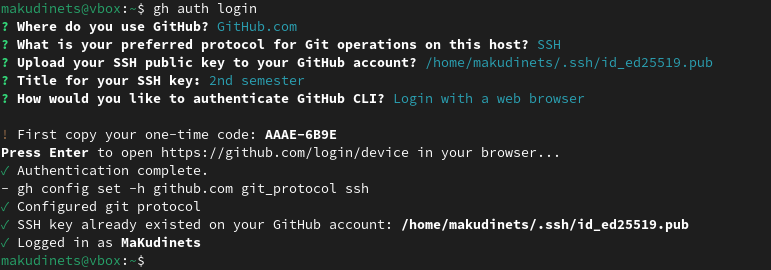 makudinets@vbox:~$ gh auth login
? Where do you use GitHub? GitHub.com
? What is your preferred protocol for Git operations on this host? SSH
? Upload your SSH public key to your GitHub account? /home/makudinets/.ssh/id_ed25519.pub
? Title for your SSH key: 2nd semester
? How would you like to authenticate GitHub CLI? Login with a web browser
! First copy your one-time code: AAAE-6B9E
Press Enter to open https://github.com/login/device in your browser...
✓ Authentication complete.
- gh config set -h github.com git_protocol ssh
✓ Configured git protocol
✓ SSH key already existed on your GitHub account: /home/makudinets/.ssh/id_ed25519.pub
✓ Logged in as MaKudinets
makudinets@vbox:~$